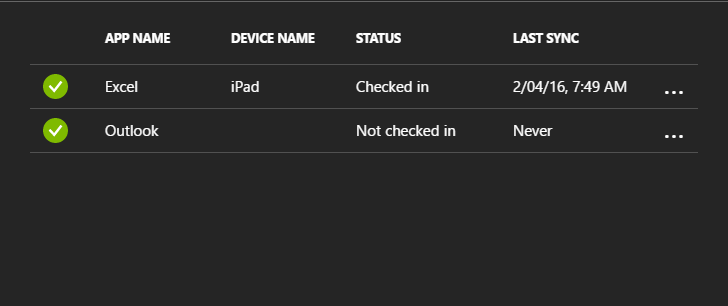 APP NAME DEVICE NAME STATUS LAST SYNC
Excel iPad Checked in 2/04/16, 7:49 AM ...
Outlook Not checked in Never ...